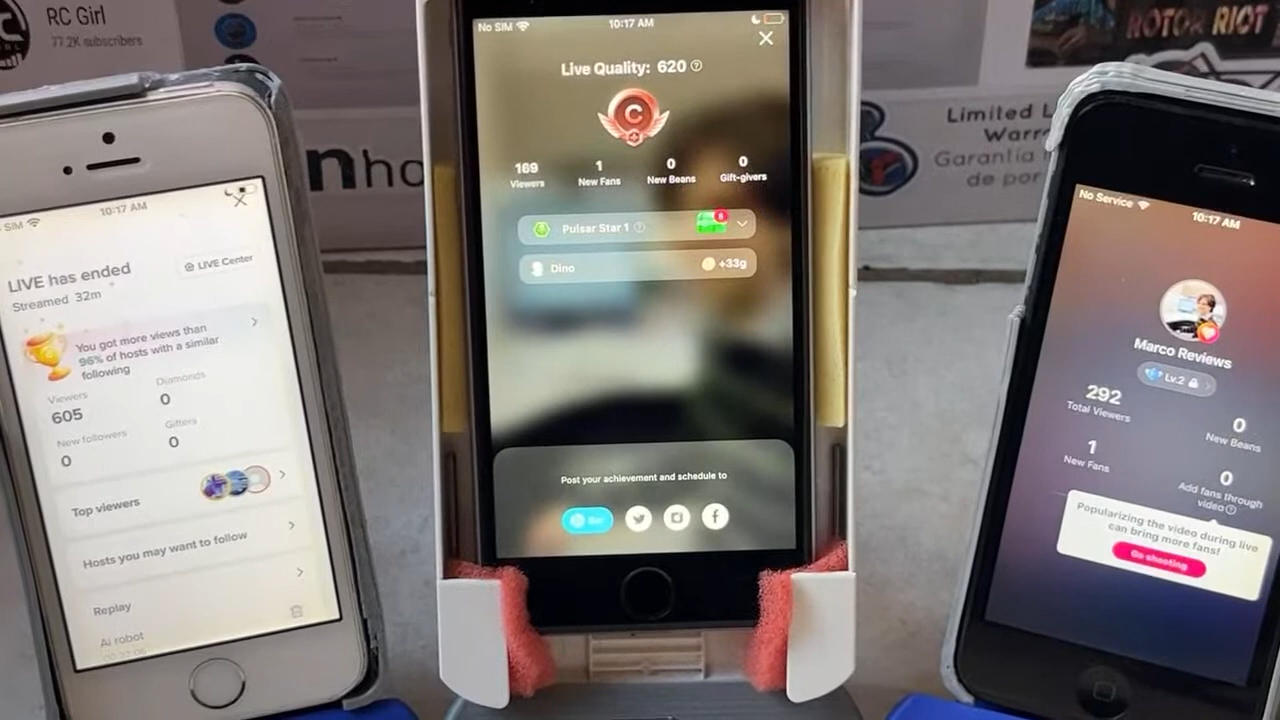 RC Girl
77.2K subscribers
nho
ROTOR RIOT
Limited L
Warr
Garantía
de por
SIM
10:17 AM
LIVE has ended
LIVE Center
Streamed 32m
You got more views than
96% of hosts with a similar
following
Viewers
605
Diamonds
0
New followers
0
Gifters
0
Top viewers
Hosts you may want to follow
Replay
Ai robot
No SIM
10:17 AM
Live Quality: 620
C
169
Viewers
1
New Fans
0
New Beans
0
Gift-givers
Pulsar Star 1
Dino
+33g
Post your achievement and schedule to
Bar
No Service
10:17 AM
Marco Reviews
Lv.2
292
Total Viewers
0
New Beans
1
New Fans
0
Add fans through
video
Popularizing the video during live
can bring more fans!
Go shooting